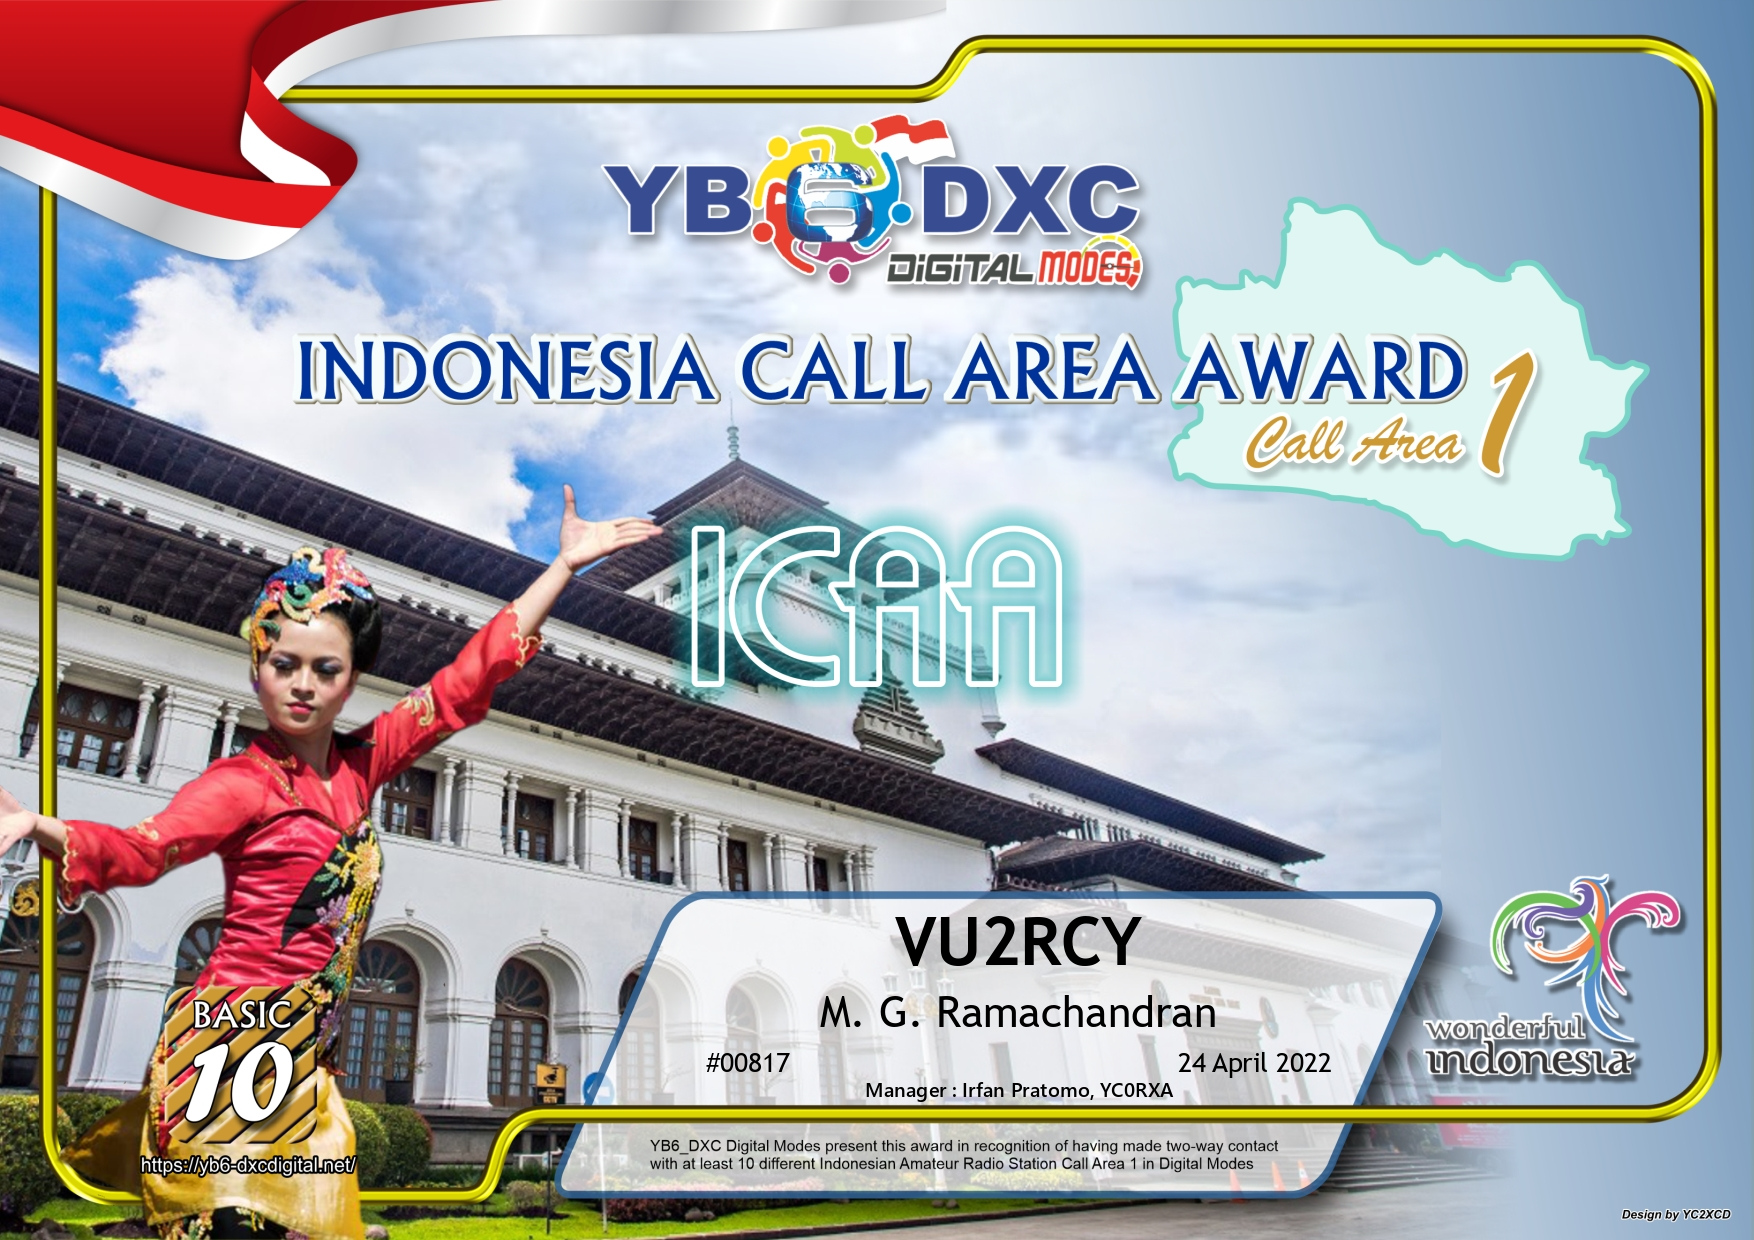 YB6DXC
DIGITAL MODES
INDONESIA CALL AREA AWARD
Call Area 1
ICAA
VU2RCY
M. G. Ramachandran
#00817 24 April 2022
Manager : Irfan Pratomo, YC0RXA
BASIC
10
https://yb6-dxcdigital.net/
YB6_DXC Digital Modes present this award in recognition of having made two-way contact
with at least 10 different Indonesian Amateur Radio Station Call Area 1 in Digital Modes
wonderful
indonesia
Design by YC2XCD